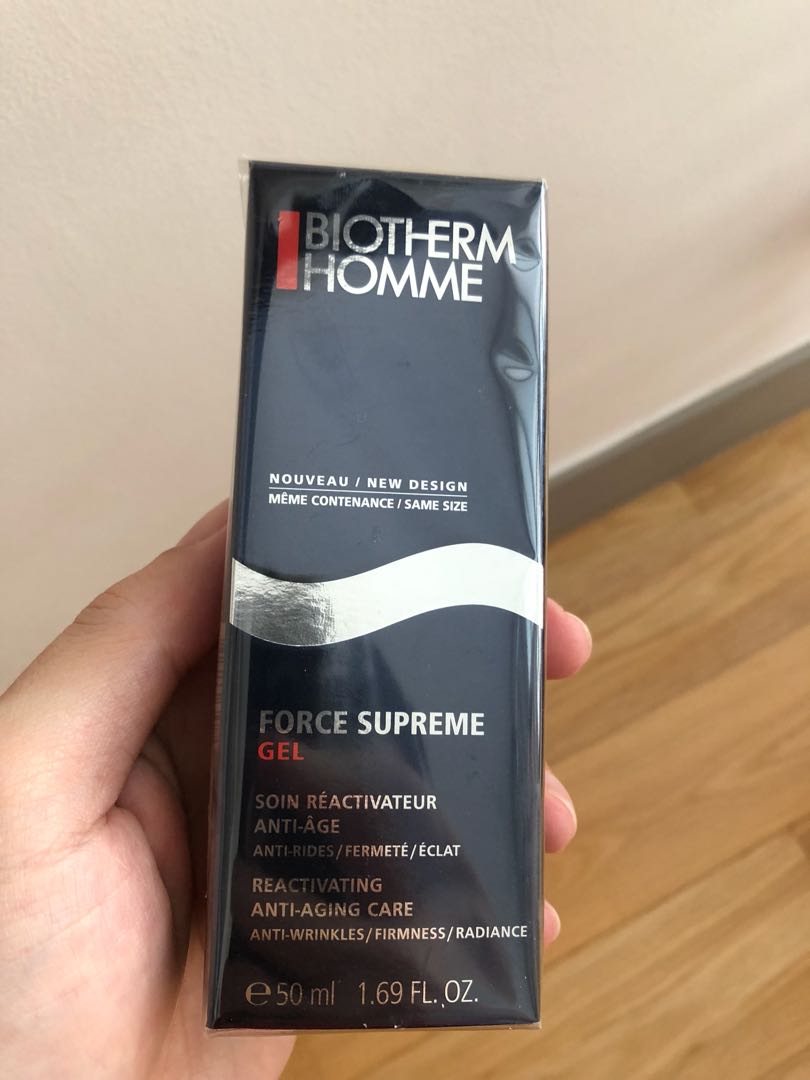 BIOTHERM
HOMME
NOUVEAU / NEW DESIGN
MÊME CONTENANCE / SAME SIZE
FORCE SUPREME
GEL
SOIN RÉACTIVATEUR
ANTI-ÂGE
ANTI-RIDES/FERMETÉ/ÉCLAT
REACTIVATING
ANTI-AGING CARE
ANTI-WRINKLES/FIRMNESS/RADIANCE
℮50 ml 1.69 FL. OZ.